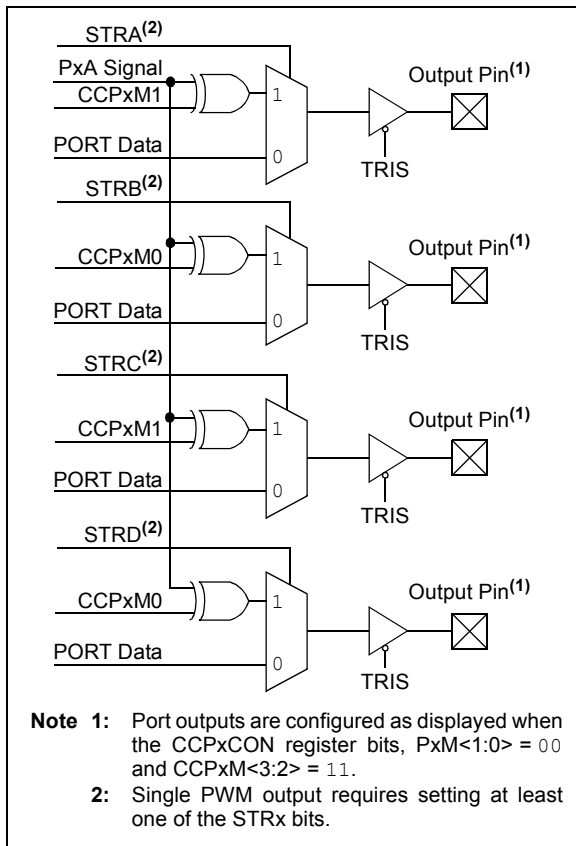 STRA(2)
PxA Signal
Output Pin(1)
CCPxM1
1
PORT Data
0
TRIS
STRB(2)
Output Pin(1)
CCPxM0
1
PORT Data
0
TRIS
STRC(2)
Output Pin(1)
CCPxM1
1
PORT Data
0
TRIS
STRD(2)
Output Pin(1)
CCPxM0
1
PORT Data
0
TRIS
Note 1: Port outputs are configured as displayed when
the CCPxCON register bits, PxM<1:0> = 00
and CCPxM<3:2> = 11.
2: Single PWM output requires setting at least
one of the STRx bits.